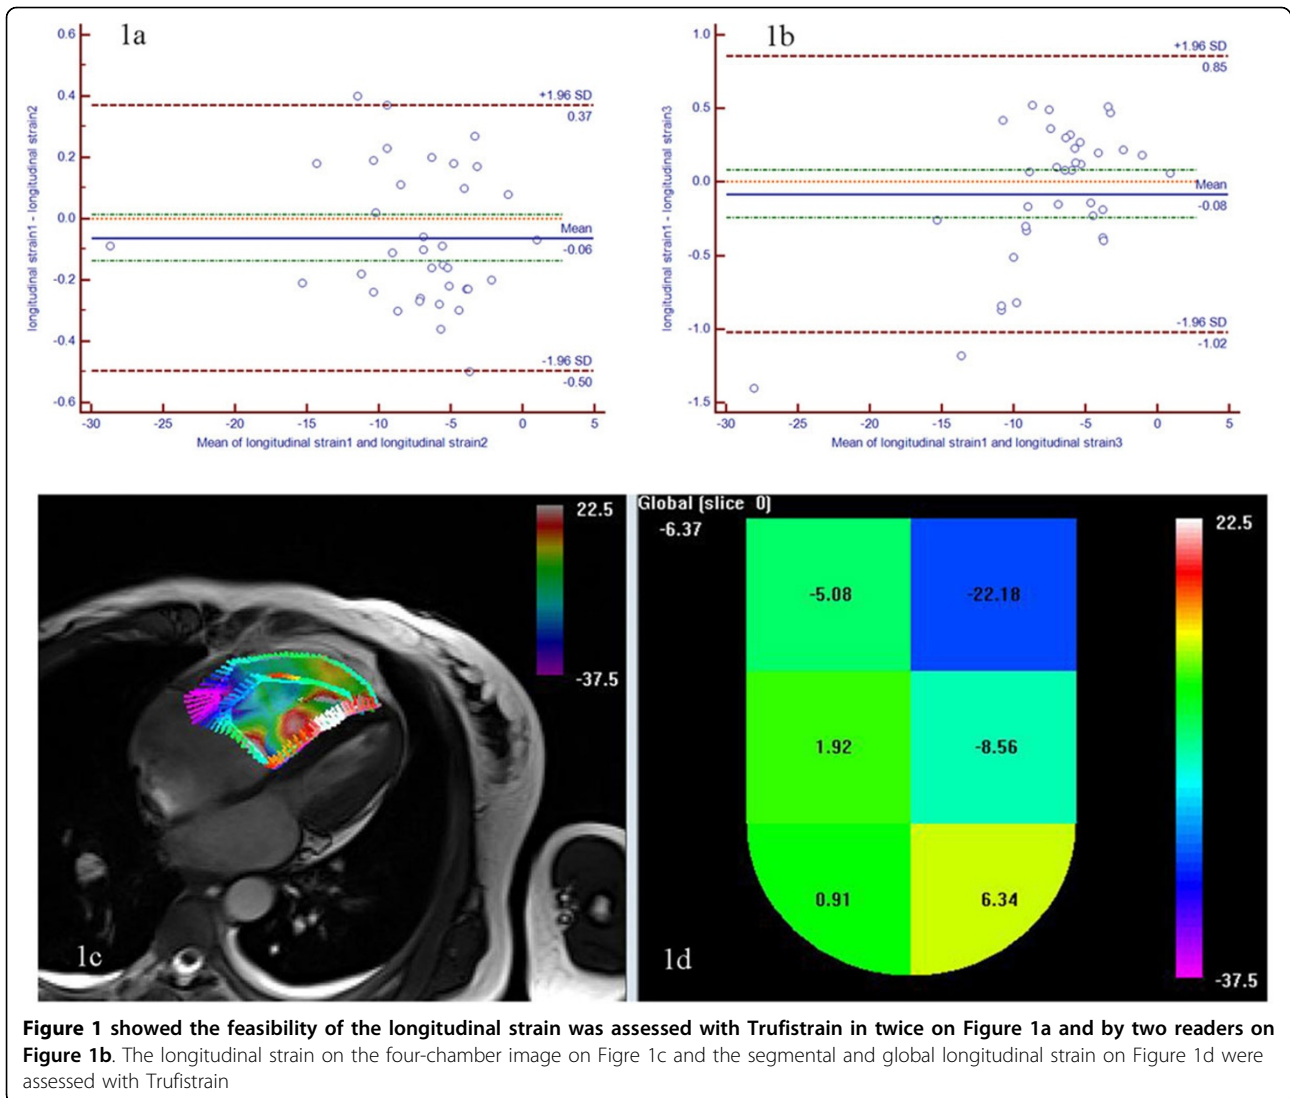 1a
0.6
0.4
0.2
0.0
-0.2
-0.4
-0.6
longitudinal strain1 - longitudinal strain2
+1.96 SD
0.37
Mean
-0.06
-1.96 SD
-0.50
-30 -25 -20 -15 -10 -5 0 5
Mean of longitudinal strain1 and longitudinal strain2
1b
1.0
0.5
0.0
-0.5
-1.0
-1.5
longitudinal strain1 - longitudinal strain3
+1.96 SD
0.85
Mean
-0.08
-1.96 SD
-1.02
-30 -25 -20 -15 -10 -5 0 5
Mean of longitudinal strain1 and longitudinal strain3
22.5
-37.5
1c
Global (slice 0)
-6.37
-5.08 -22.18
1.92 -8.56
0.91 6.34
22.5
-37.5
1d
Figure 1 showed the feasibility of the longitudinal strain was assessed with Trufistrain in twice on Figure 1a and by two readers on
Figure 1b. The longitudinal strain on the four-chamber image on Figre 1c and the segmental and global longitudinal strain on Figure 1d were
assessed with Trufistrain